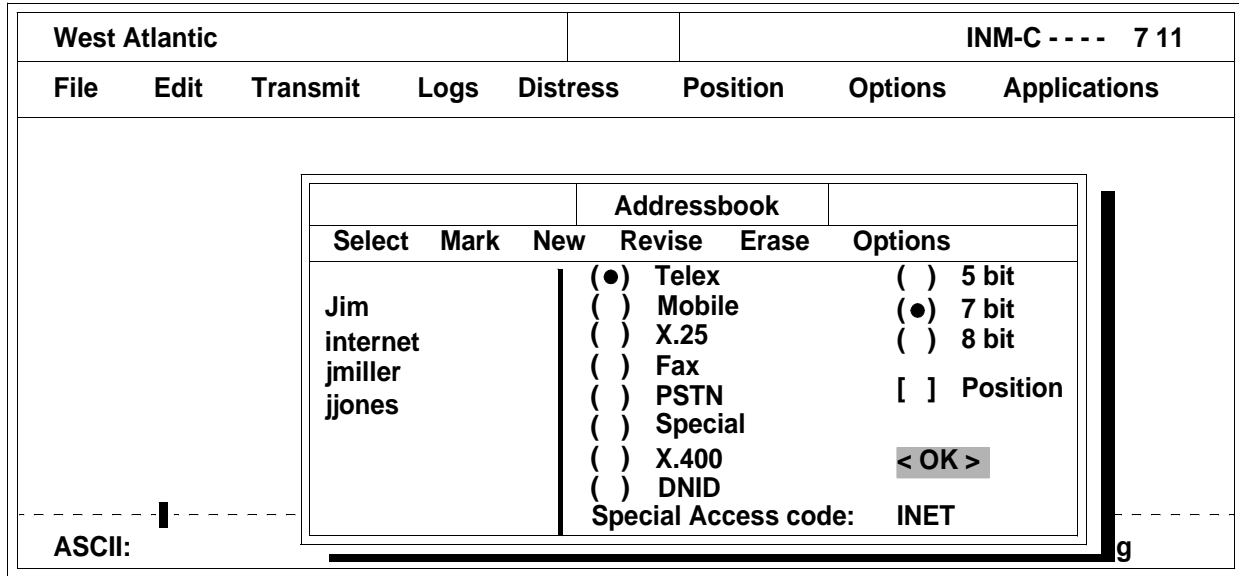 West Atlantic INM-C - - - - 7 11
File Edit Transmit Logs Distress Position Options Applications
Addressbook
Select Mark New Revise Erase Options
Jim
internet
jmiller
jjones
(●) Telex
( ) Mobile
( ) X.25
( ) Fax
( ) PSTN
( ) Special
( ) X.400
( ) DNID
( ) 5 bit
(●) 7 bit
( ) 8 bit
[ ] Position
< OK >
Special Access code: INET
ASCII: g